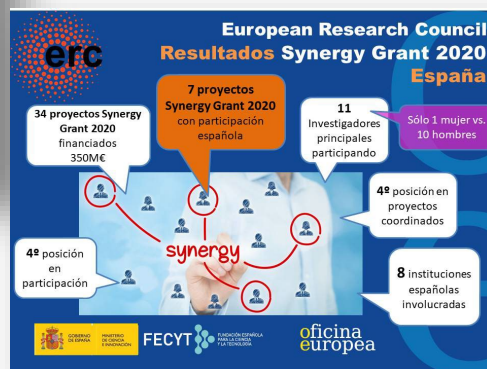 European Research Council
erc
Resultados Synergy Grant 2020
España
34 proyectos Synergy
Grant 2020
financiados
350M€
7 proyectos
Synergy Grant 2020
con participación
española
11
Investigadores
principales
participando
Sólo 1 mujer vs.
10 hombres
4º posición
en
participación
synergy
4º posición en
proyectos
coordinados
8 instituciones
españolas
involucradas
GOBIERNO
DE ESPAÑA
MINISTERIO
DE CIENCIA
E INNOVACIÓN
FECYT
FUNDACIÓN ESPAÑOLA
PARA LA CIENCIA
Y LA TECNOLOGÍA
oficina
europea